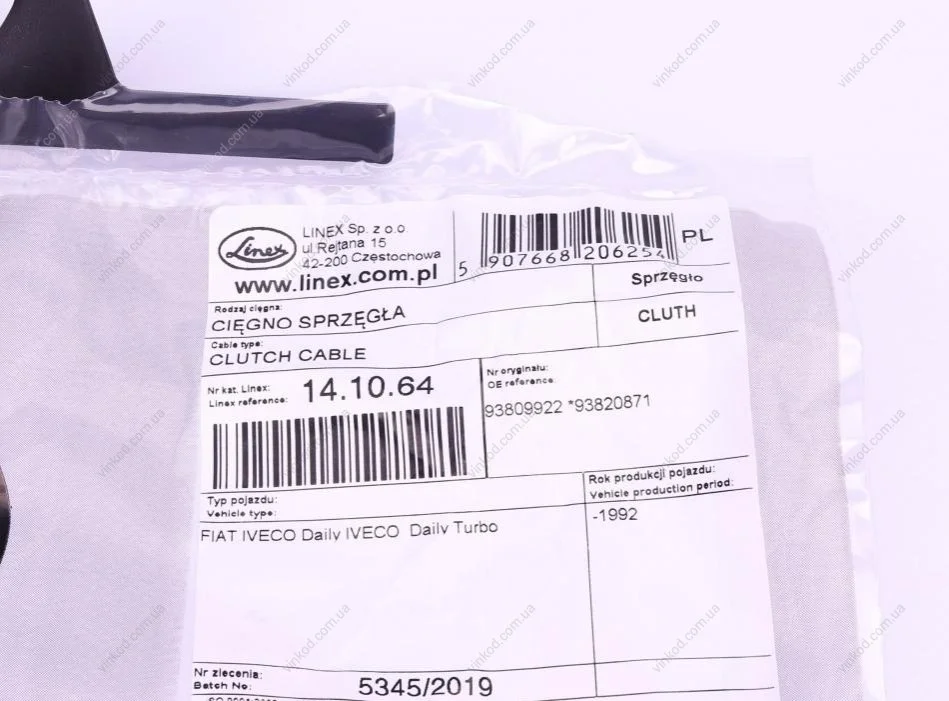 Linex
LINEX Sp. z o.o.
ul.Rejtana 15
42-200 Częstochowa
www.linex.com.pl
5 907668 206254
PL
Sprzęgło
Rodzaj cięgna:
CIĘGNO SPRZĘGŁA
CLUTH
Cable type:
CLUTCH CABLE
Nr kat. Linex:
Linex reference:
14.10.64
Nr oryginału:
OE reference:
93809922 *93820871
Typ pojazdu:
Vehicle type:
FIAT IVECO Daily IVECO Daily Turbo
Rok produkcji pojazdu:
Vehicle production period:
-1992
Nr zlecenia:
Batch No:
5345/2019
vinkod.com.ua